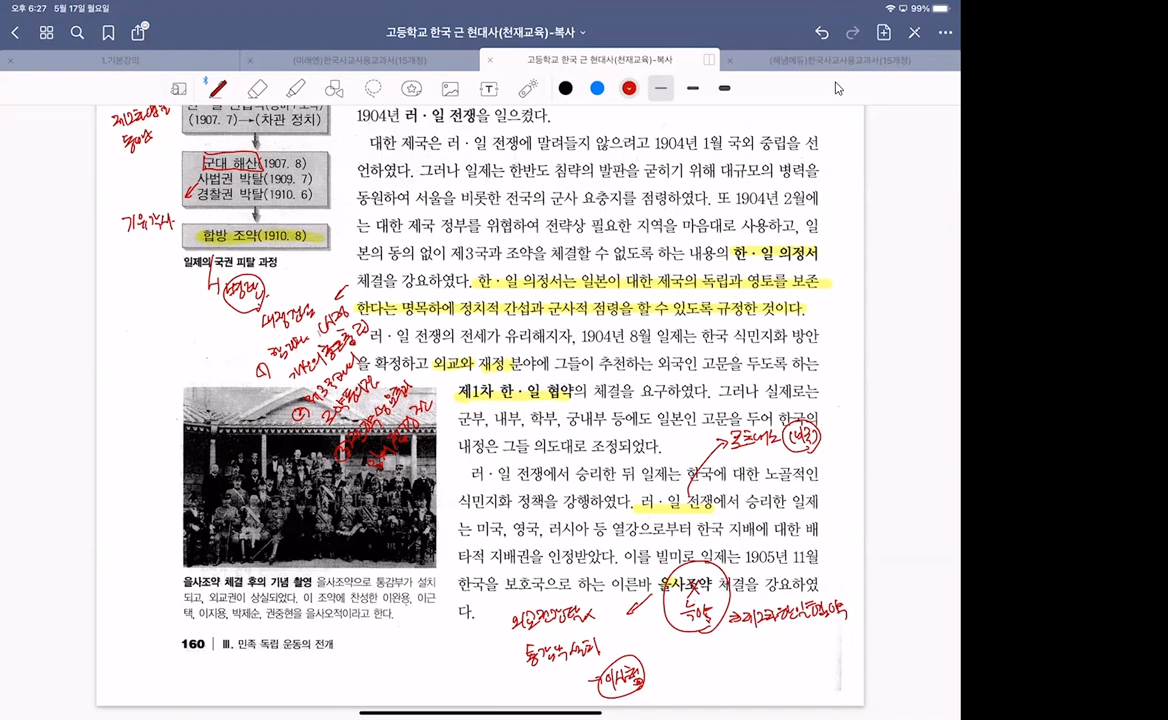 오후 6:27 5월 17일 월요일
99%
고등학교 한국 근 현대사(천재교육)-복사
1.기본강의
(미래엔)한국사교사용교과서(15개정)
고등학교 한국 근 현대사(천재교육)-복사
(해냄에듀)한국사교사용교과서(15개정)
(1907. 7)→(차관 정치)
군대 해산(1907. 8)
사법권 박탈(1909. 7)
경찰권 박탈(1910. 6)
기유각서
합방 조약(1910. 8)
일제의 국권 피탈 과정
1904년 러·일 전쟁을 일으켰다.
대한 제국은 러·일 전쟁에 말려들지 않으려고 1904년 1월 국외 중립을 선
언하였다. 그러나 일제는 한반도 침략의 발판을 굳히기 위해 대규모의 병력을
동원하여 서울을 비롯한 전국의 군사 요충지를 점령하였다. 또 1904년 2월에
는 대한 제국 정부를 위협하여 전략상 필요한 지역을 마음대로 사용하고, 일
본의 동의 없이 제3국과 조약을 체결할 수 없도록 하는 내용의 한·일 의정서
체결을 강요하였다. 한·일 의정서는 일본이 대한 제국의 독립과 영토를 보존
한다는 명목하에 정치적 간섭과 군사적 점령을 할 수 있도록 규정한 것이다.
러·일 전쟁의 전세가 유리해지자, 1904년 8월 일제는 한국 식민지화 방안
을 확정하고 외교와 재정 분야에 그들이 추천하는 외국인 고문을 두도록 하는
제1차 한·일 협약의 체결을 요구하였다. 그러나 실제로는
군부, 내부, 학부, 궁내부 등에도 일본인 고문을 두어 한국의
내정은 그들 의도대로 조정되었다.
포츠머스 (미국)
러·일 전쟁에서 승리한 뒤 일제는 한국에 대한 노골적인
식민지화 정책을 강행하였다. 러·일 전쟁에서 승리한 일제
는 미국, 영국, 러시아 등 열강으로부터 한국 지배에 대한 배
타적 지배권을 인정받았다. 이를 빌미로 일제는 1905년 11월
한국을 보호국으로 하는 이른바 을사조약 체결을 강요하였
다.
늑약
외교권 박탈
통감부 설치
을사조약 체결 후의 기념 촬영 을사조약으로 통감부가 설치
되고, 외교권이 상실되었다. 이 조약에 찬성한 이완용, 이근
택, 이지용, 박제순, 권중현을 을사오적이라고 한다.
160 Ⅲ. 민족 독립 운동의 전개